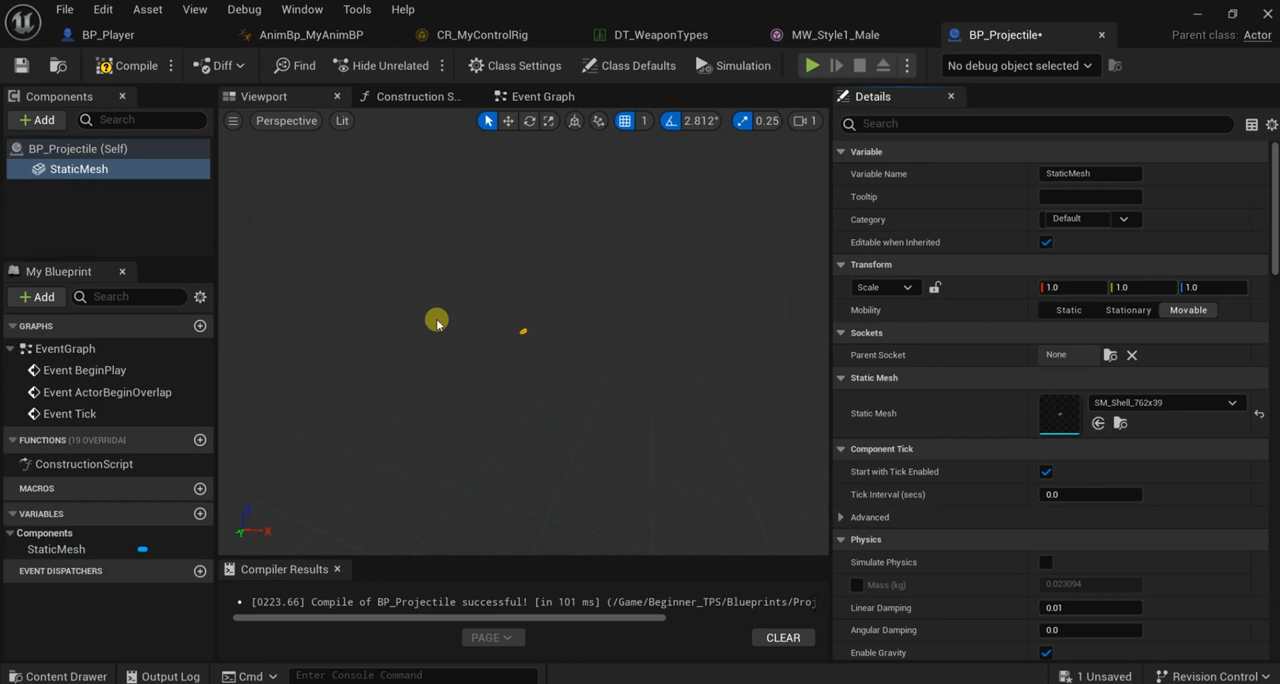 File Edit Asset View Debug Window Tools Help
BP_Player AnimBp_MyAnimBP CR_MyControlRig DT_WeaponTypes MW_Style1_Male BP_Projectile• Parent class: Actor
Compile Diff Find Hide Unrelated Class Settings Class Defaults Simulation No debug object selected
Components Viewport Construction S... Event Graph Details
+ Add Search Perspective Lit 1 2.812° 0.25 1 Search
BP_Projectile (Self)
StaticMesh
Variable
Variable Name StaticMesh
Tooltip
Category Default
Editable when Inherited
Transform
Scale 1.0 1.0 1.0
Mobility Static Stationary Movable
Sockets
Parent Socket None
Static Mesh
Static Mesh SM_Shell_762x39
Component Tick
Start with Tick Enabled
Tick Interval (secs) 0.0
Advanced
Physics
Simulate Physics
Mass (kg) 0.023094
Linear Damping 0.01
Angular Damping 0.0
Enable Gravity
My Blueprint
+ Add Search
GRAPHS
EventGraph
Event BeginPlay
Event ActorBeginOverlap
Event Tick
FUNCTIONS (19 OVERRIDAI
ConstructionScript
MACROS
VARIABLES
Components
StaticMesh
EVENT DISPATCHERS
Z
Y X
Compiler Results
• [0223.66] Compile of BP_Projectile successful! [in 101 ms] (/Game/Beginner_TPS/Blueprints/Proj
PAGE CLEAR
Content Drawer Output Log Cmd Enter Console Command 1 Unsaved Revision Control